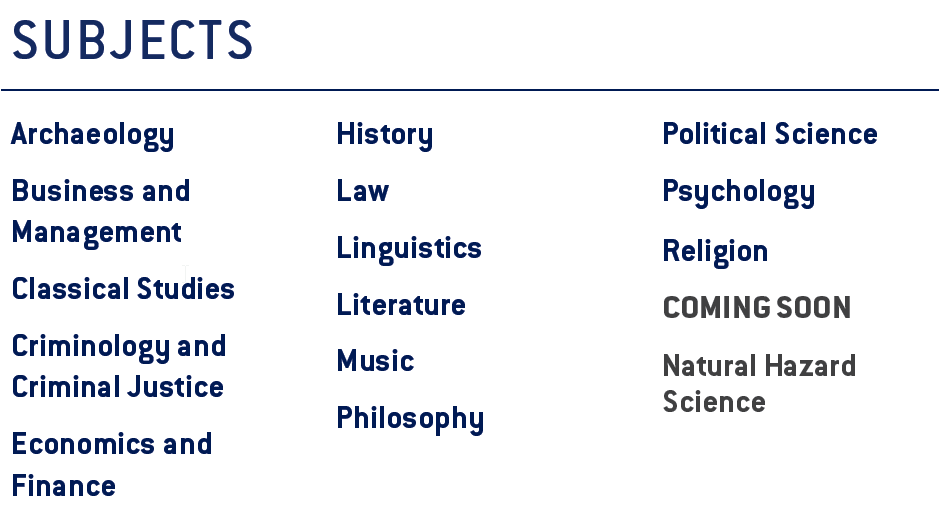 SUBJECTS
Archaeology
Business and
Management
Classical Studies
Criminology and
Criminal Justice
Economics and
Finance
History
Law
Linguistics
Literature
Music
Philosophy
Political Science
Psychology
Religion
COMING SOON
Natural Hazard
Science